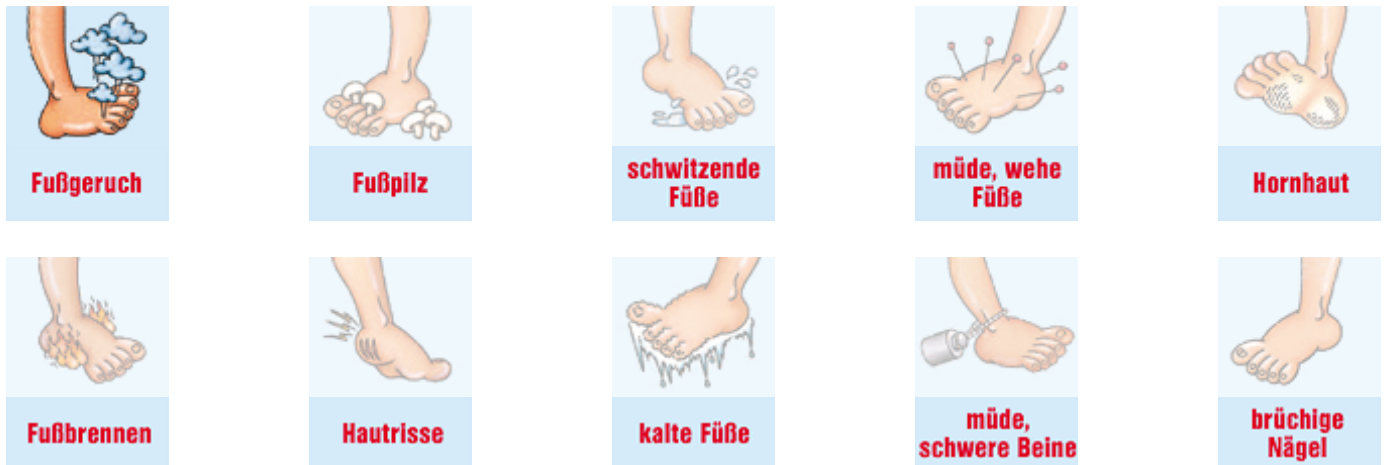 Fußgeruch
Fußpilz
schwitzende
Füße
müde, wehe
Füße
Hornhaut
Fußbrennen
Hautrisse
kalte Füße
müde,
schwere Beine
brüchige
Nägel